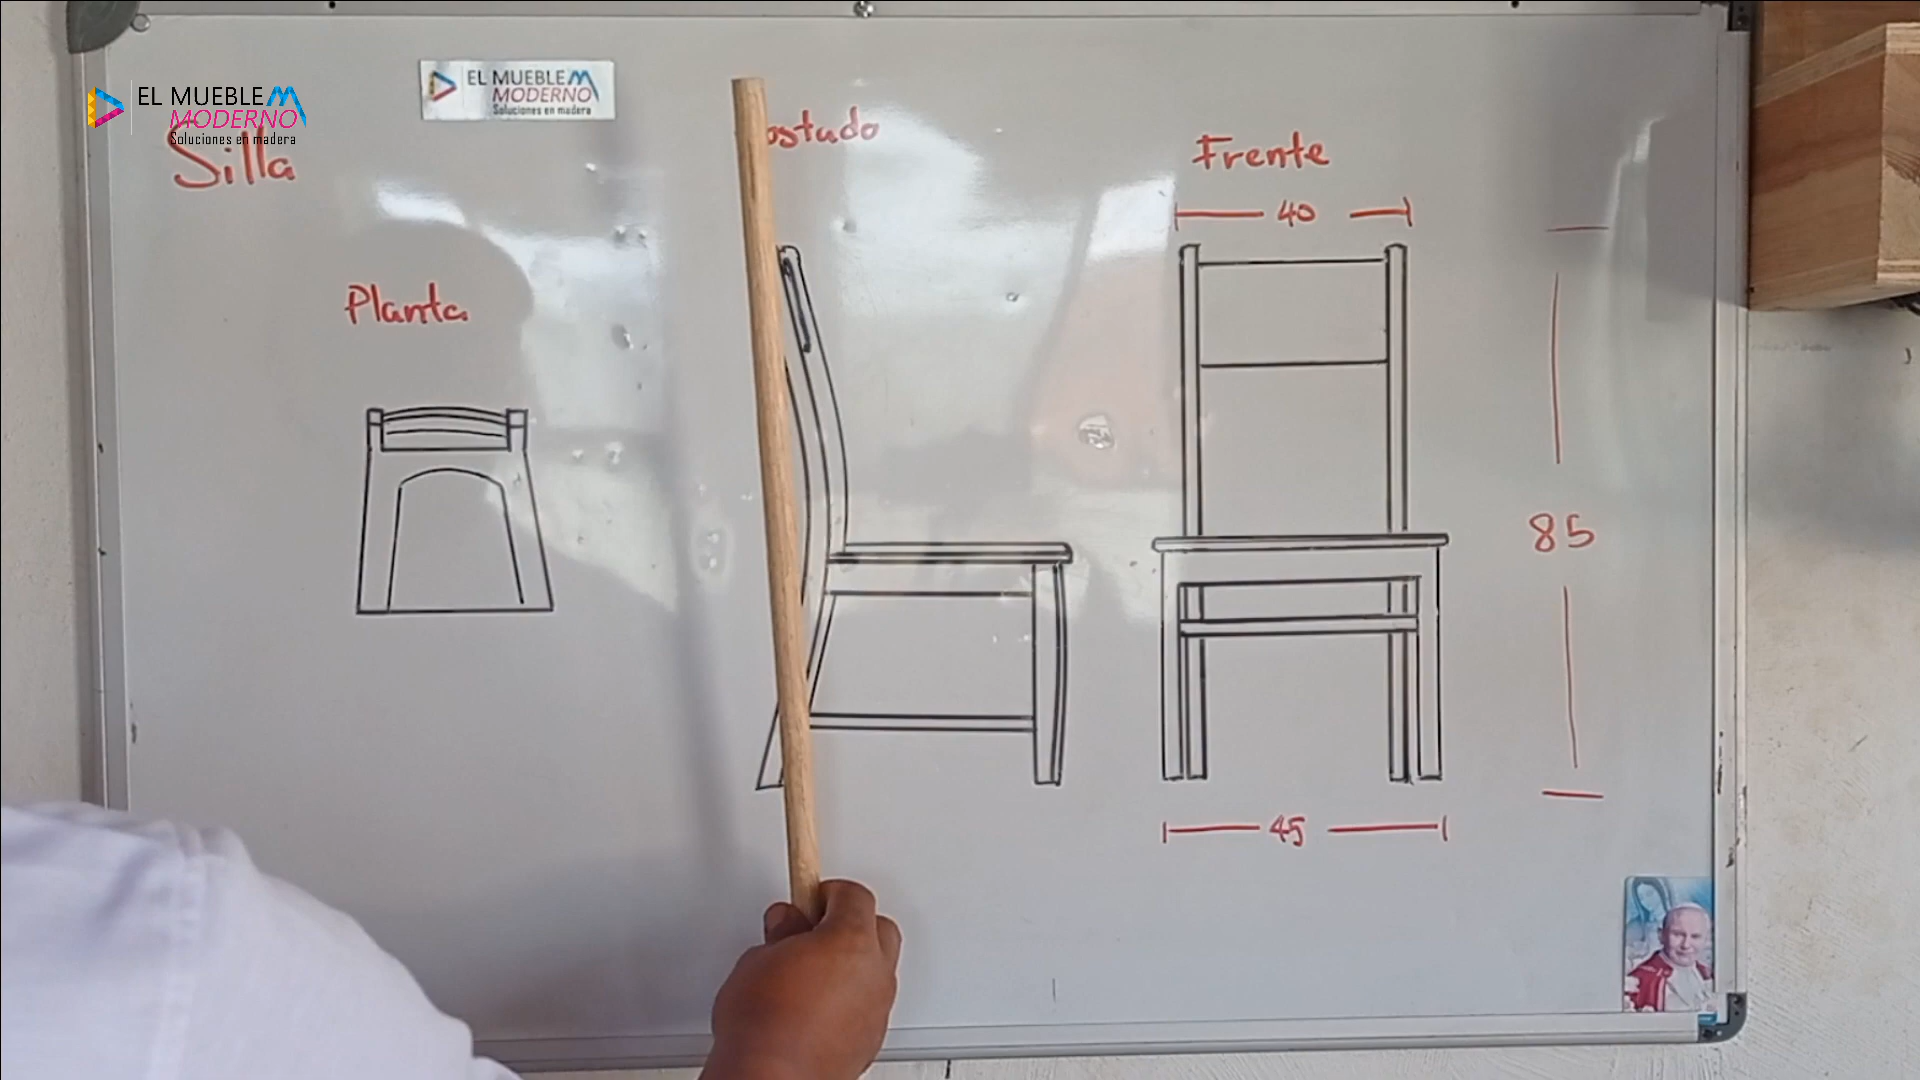 EL MUEBLE
MODERNO
Soluciones en madera
EL MUEBLE
MODERNO
Soluciones en madera
Silla
Planta
ostado
Frente
40
85
45